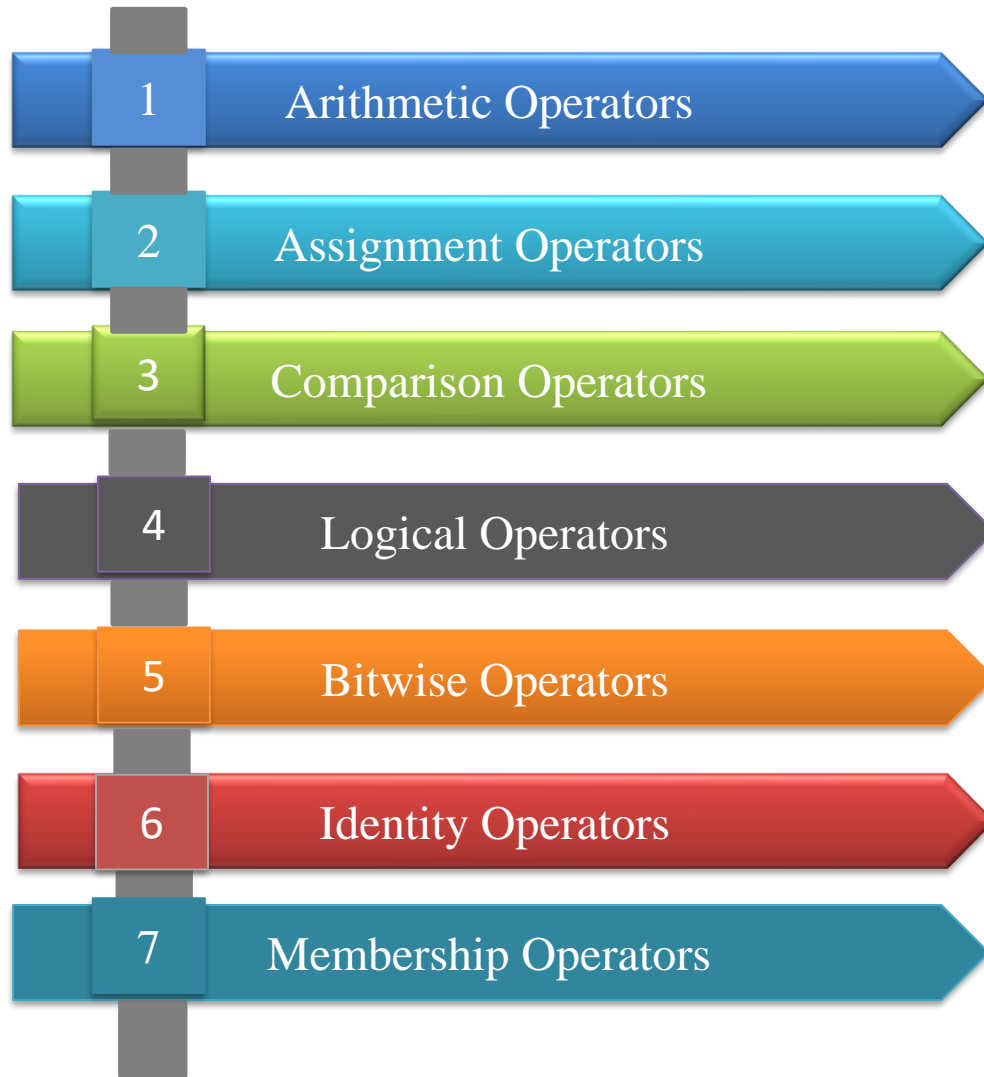 1 Arithmetic Operators
2 Assignment Operators
3 Comparison Operators
4 Logical Operators
5 Bitwise Operators
6 Identity Operators
7 Membership Operators